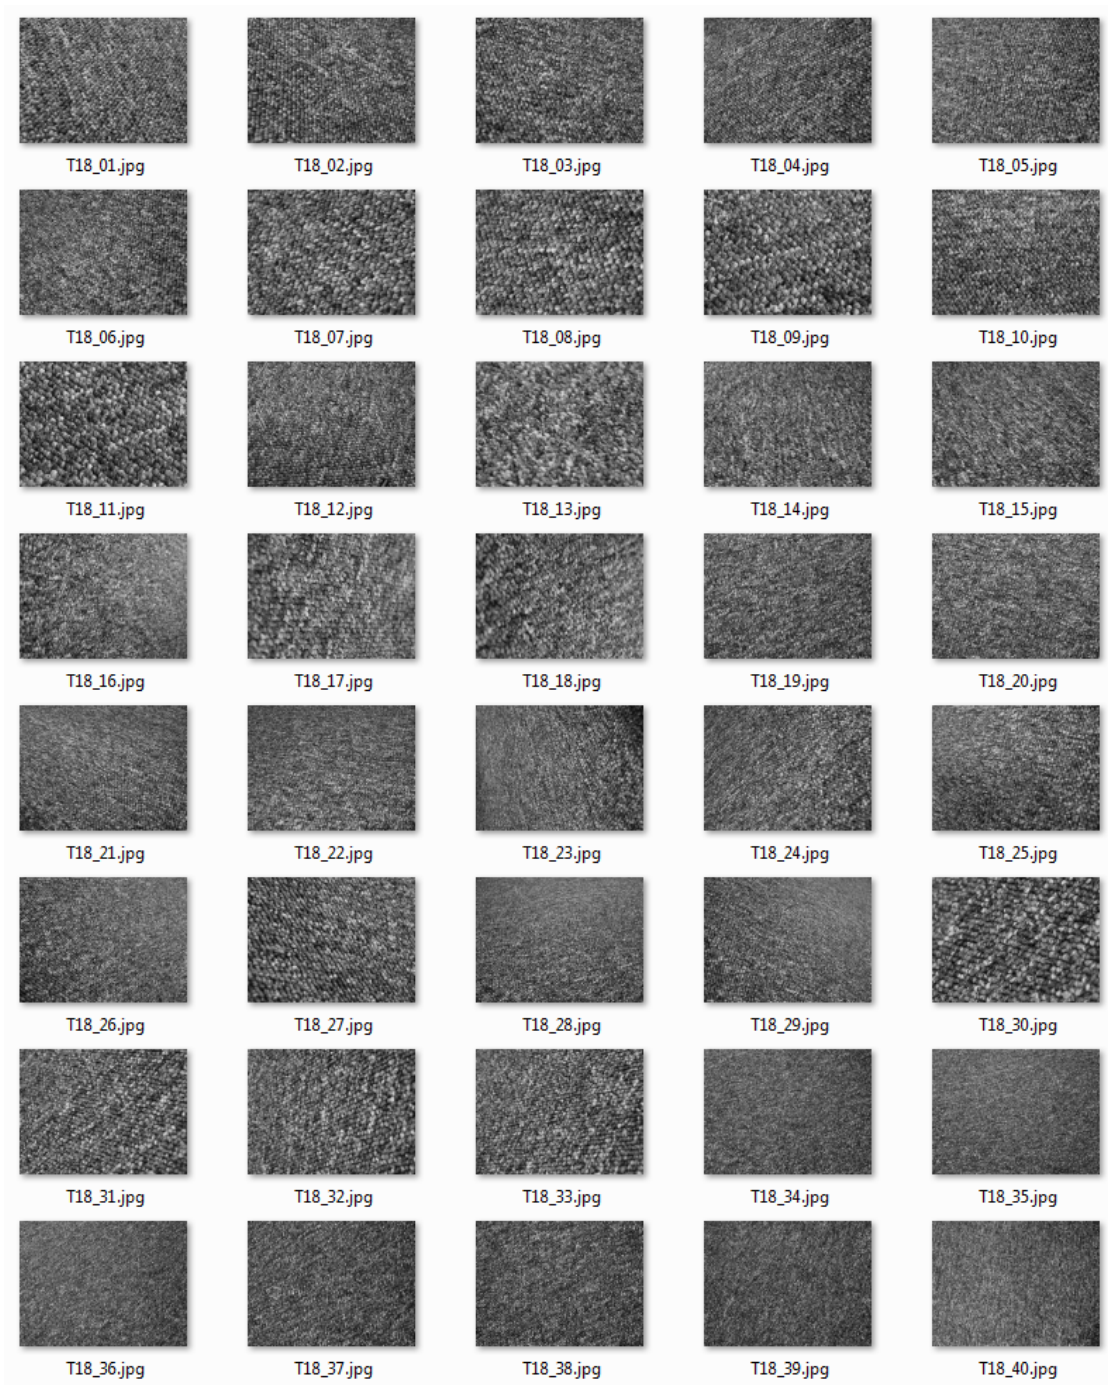 T18_01.jpg T18_02.jpg T18_03.jpg T18_04.jpg T18_05.jpg
T18_06.jpg T18_07.jpg T18_08.jpg T18_09.jpg T18_10.jpg
T18_11.jpg T18_12.jpg T18_13.jpg T18_14.jpg T18_15.jpg
T18_16.jpg T18_17.jpg T18_18.jpg T18_19.jpg T18_20.jpg
T18_21.jpg T18_22.jpg T18_23.jpg T18_24.jpg T18_25.jpg
T18_26.jpg T18_27.jpg T18_28.jpg T18_29.jpg T18_30.jpg
T18_31.jpg T18_32.jpg T18_33.jpg T18_34.jpg T18_35.jpg
T18_36.jpg T18_37.jpg T18_38.jpg T18_39.jpg T18_40.jpg